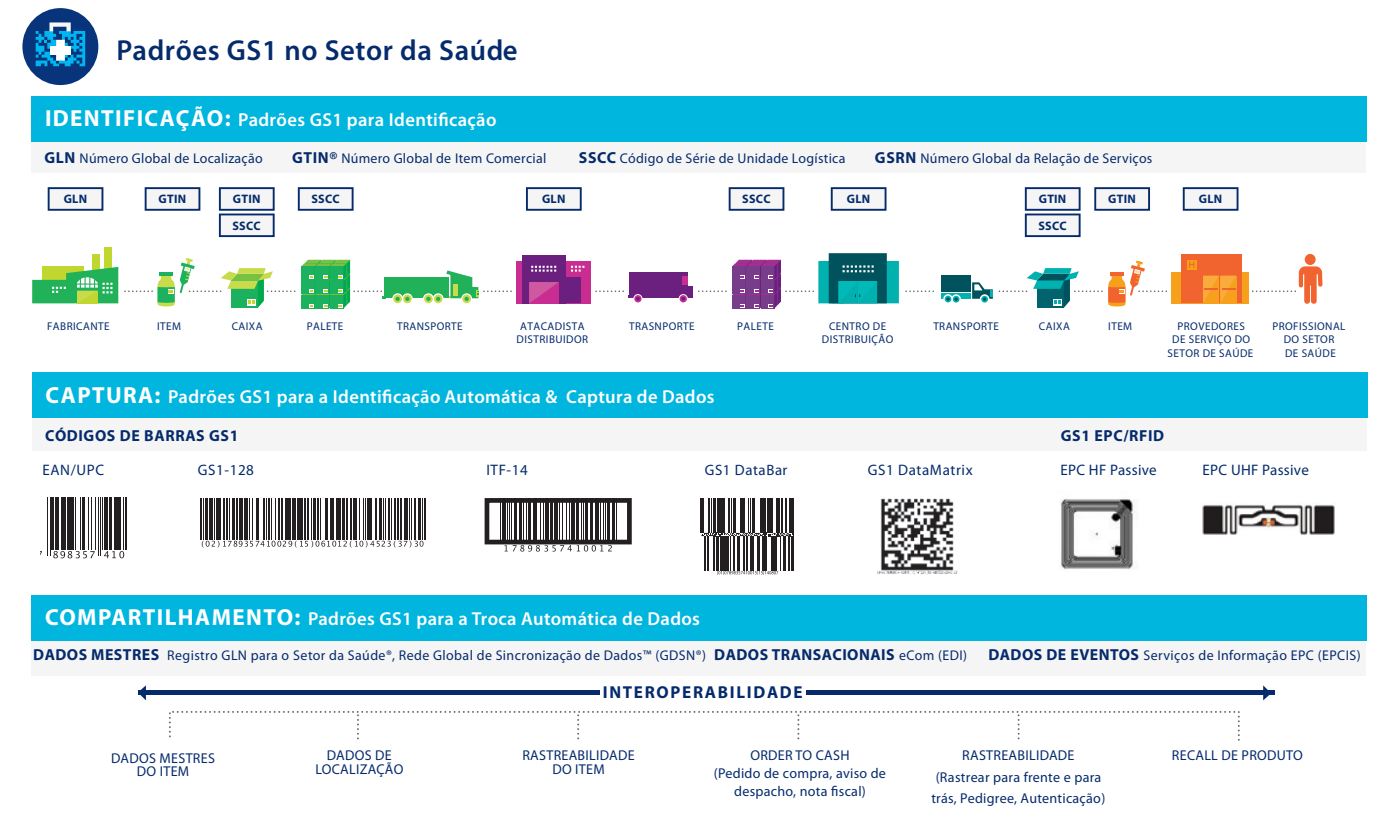 Padrões GS1 no Setor da Saúde
IDENTIFICAÇÃO: Padrões GS1 para Identificação
GLN Número Global de Localização GTIN® Número Global de Item Comercial SSCC Código de Série de Unidade Logística GSRN Número Global da Relação de Serviços
GLN GTIN GTIN SSCC GLN SSCC GLN GTIN GTIN GLN
SSCC SSCC
H
FABRICANTE ITEM CAIXA PALETE TRANSPORTE ATACADISTA TRASNPORTE PALETE CENTRO DE TRANSPORTE CAIXA ITEM PROVEDORES PROFISSIONAL
DISTRIBUIDOR DISTRIBUIÇÃO DE SERVIÇO DO DO SETOR
SETOR DE SAÚDE DE SAÚDE
CAPTURA: Padrões GS1 para a Identificação Automática & Captura de Dados
CÓDIGOS DE BARRAS GS1 GS1 EPC/RFID
EAN/UPC GS1-128 ITF-14 GS1 DataBar GS1 DataMatrix EPC HF Passive EPC UHF Passive
7 898357 410
(02)17898357410029(15)061012(10)4523(37)30
17898357410012
COMPARTILHAMENTO: Padrões GS1 para a Troca Automática de Dados
DADOS MESTRES Registro GLN para o Setor da Saúde®, Rede Global de Sincronização de Dados™ (GDSN®) DADOS TRANSACIONAIS eCom (EDI) DADOS DE EVENTOS Serviços de Informação EPC (EPCIS)
INTEROPERABILIDADE
DADOS MESTRES DADOS DE RASTREABILIDADE ORDER TO CASH RASTREABILIDADE RECALL DE PRODUTO
DO ITEM LOCALIZAÇÃO DO ITEM (Pedido de compra, aviso de (Rastrear para frente e para
despacho, nota fiscal) trás, Pedigree, Autenticação)